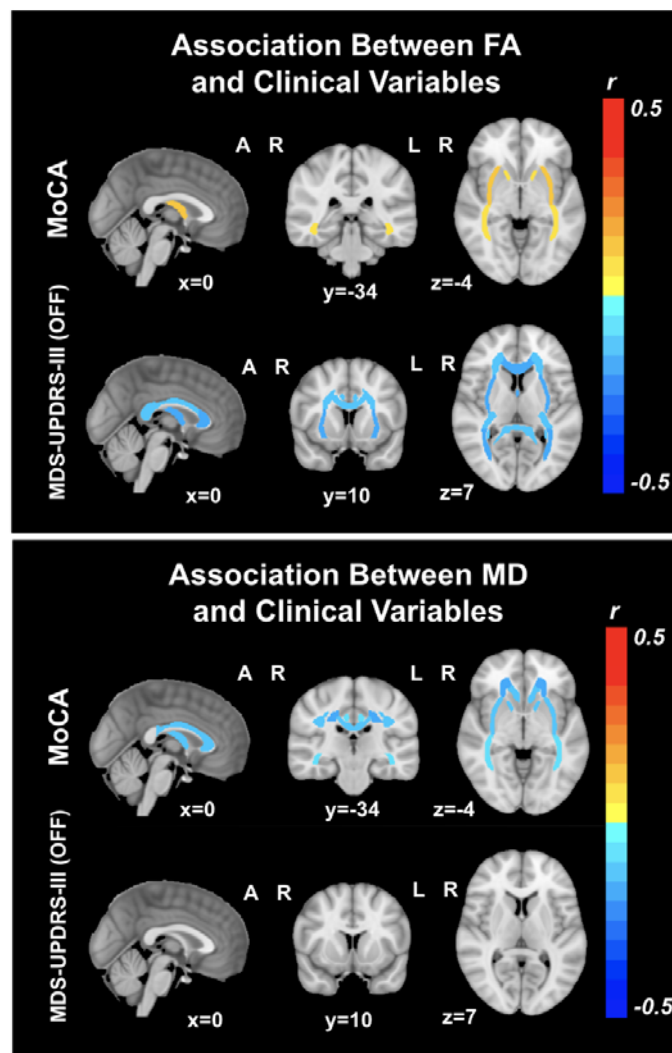 Association Between FA
and Clinical Variables
r
0.5
MoCA
A R L R
x=0 y=-34 z=-4
MDS-UPDRS-III (OFF)
A R L R
x=0 y=10 z=7
-0.5
Association Between MD
and Clinical Variables
r
0.5
MoCA
A R L R
x=0 y=-34 z=-4
MDS-UPDRS-III (OFF)
A R L R
x=0 y=10 z=7
-0.5